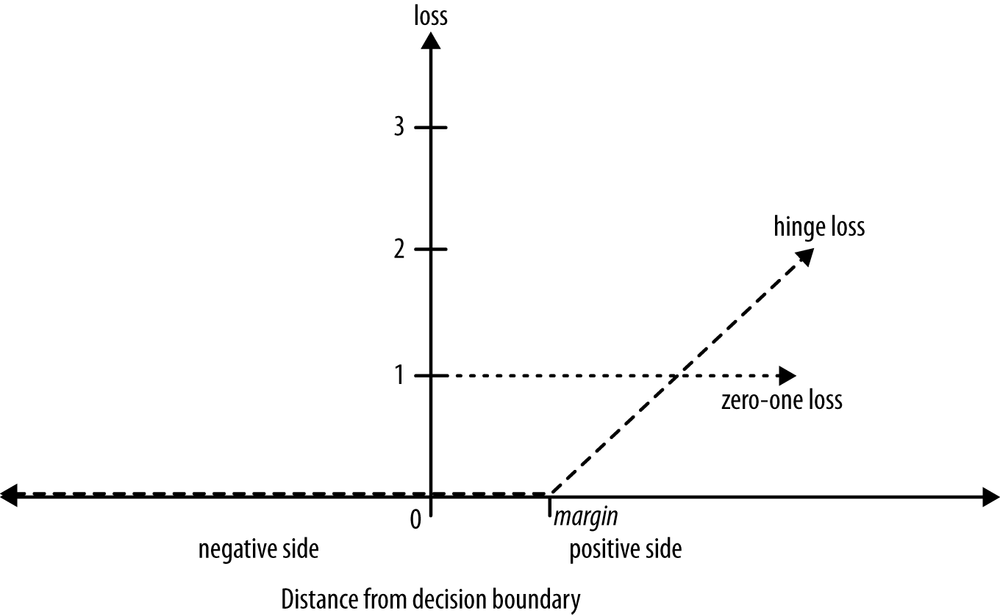 loss
3
2
hinge loss
1
zero-one loss
0
margin
negative side
positive side
Distance from decision boundary